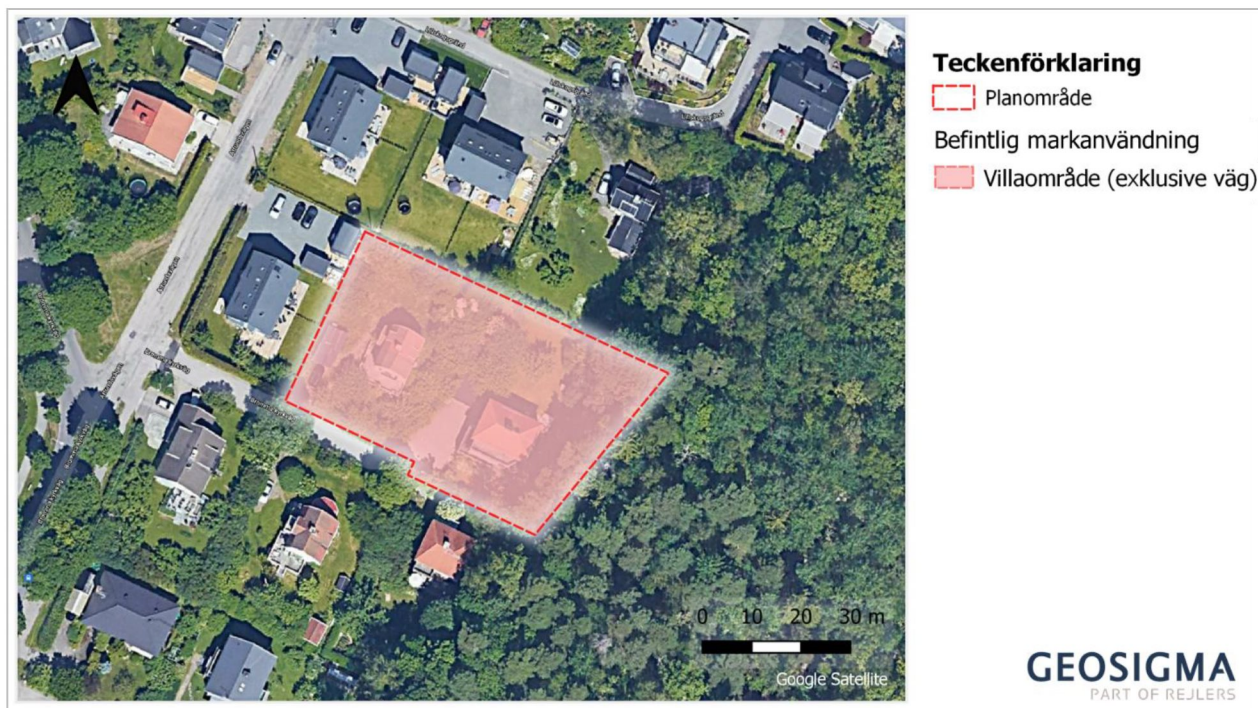 Teckenförklaring
Planområde
Befintlig markanvändning
Villaområde (exklusive väg)
0 10 20 30 m
Google Satellite
GEOSIGMA
PART OF REJLERS